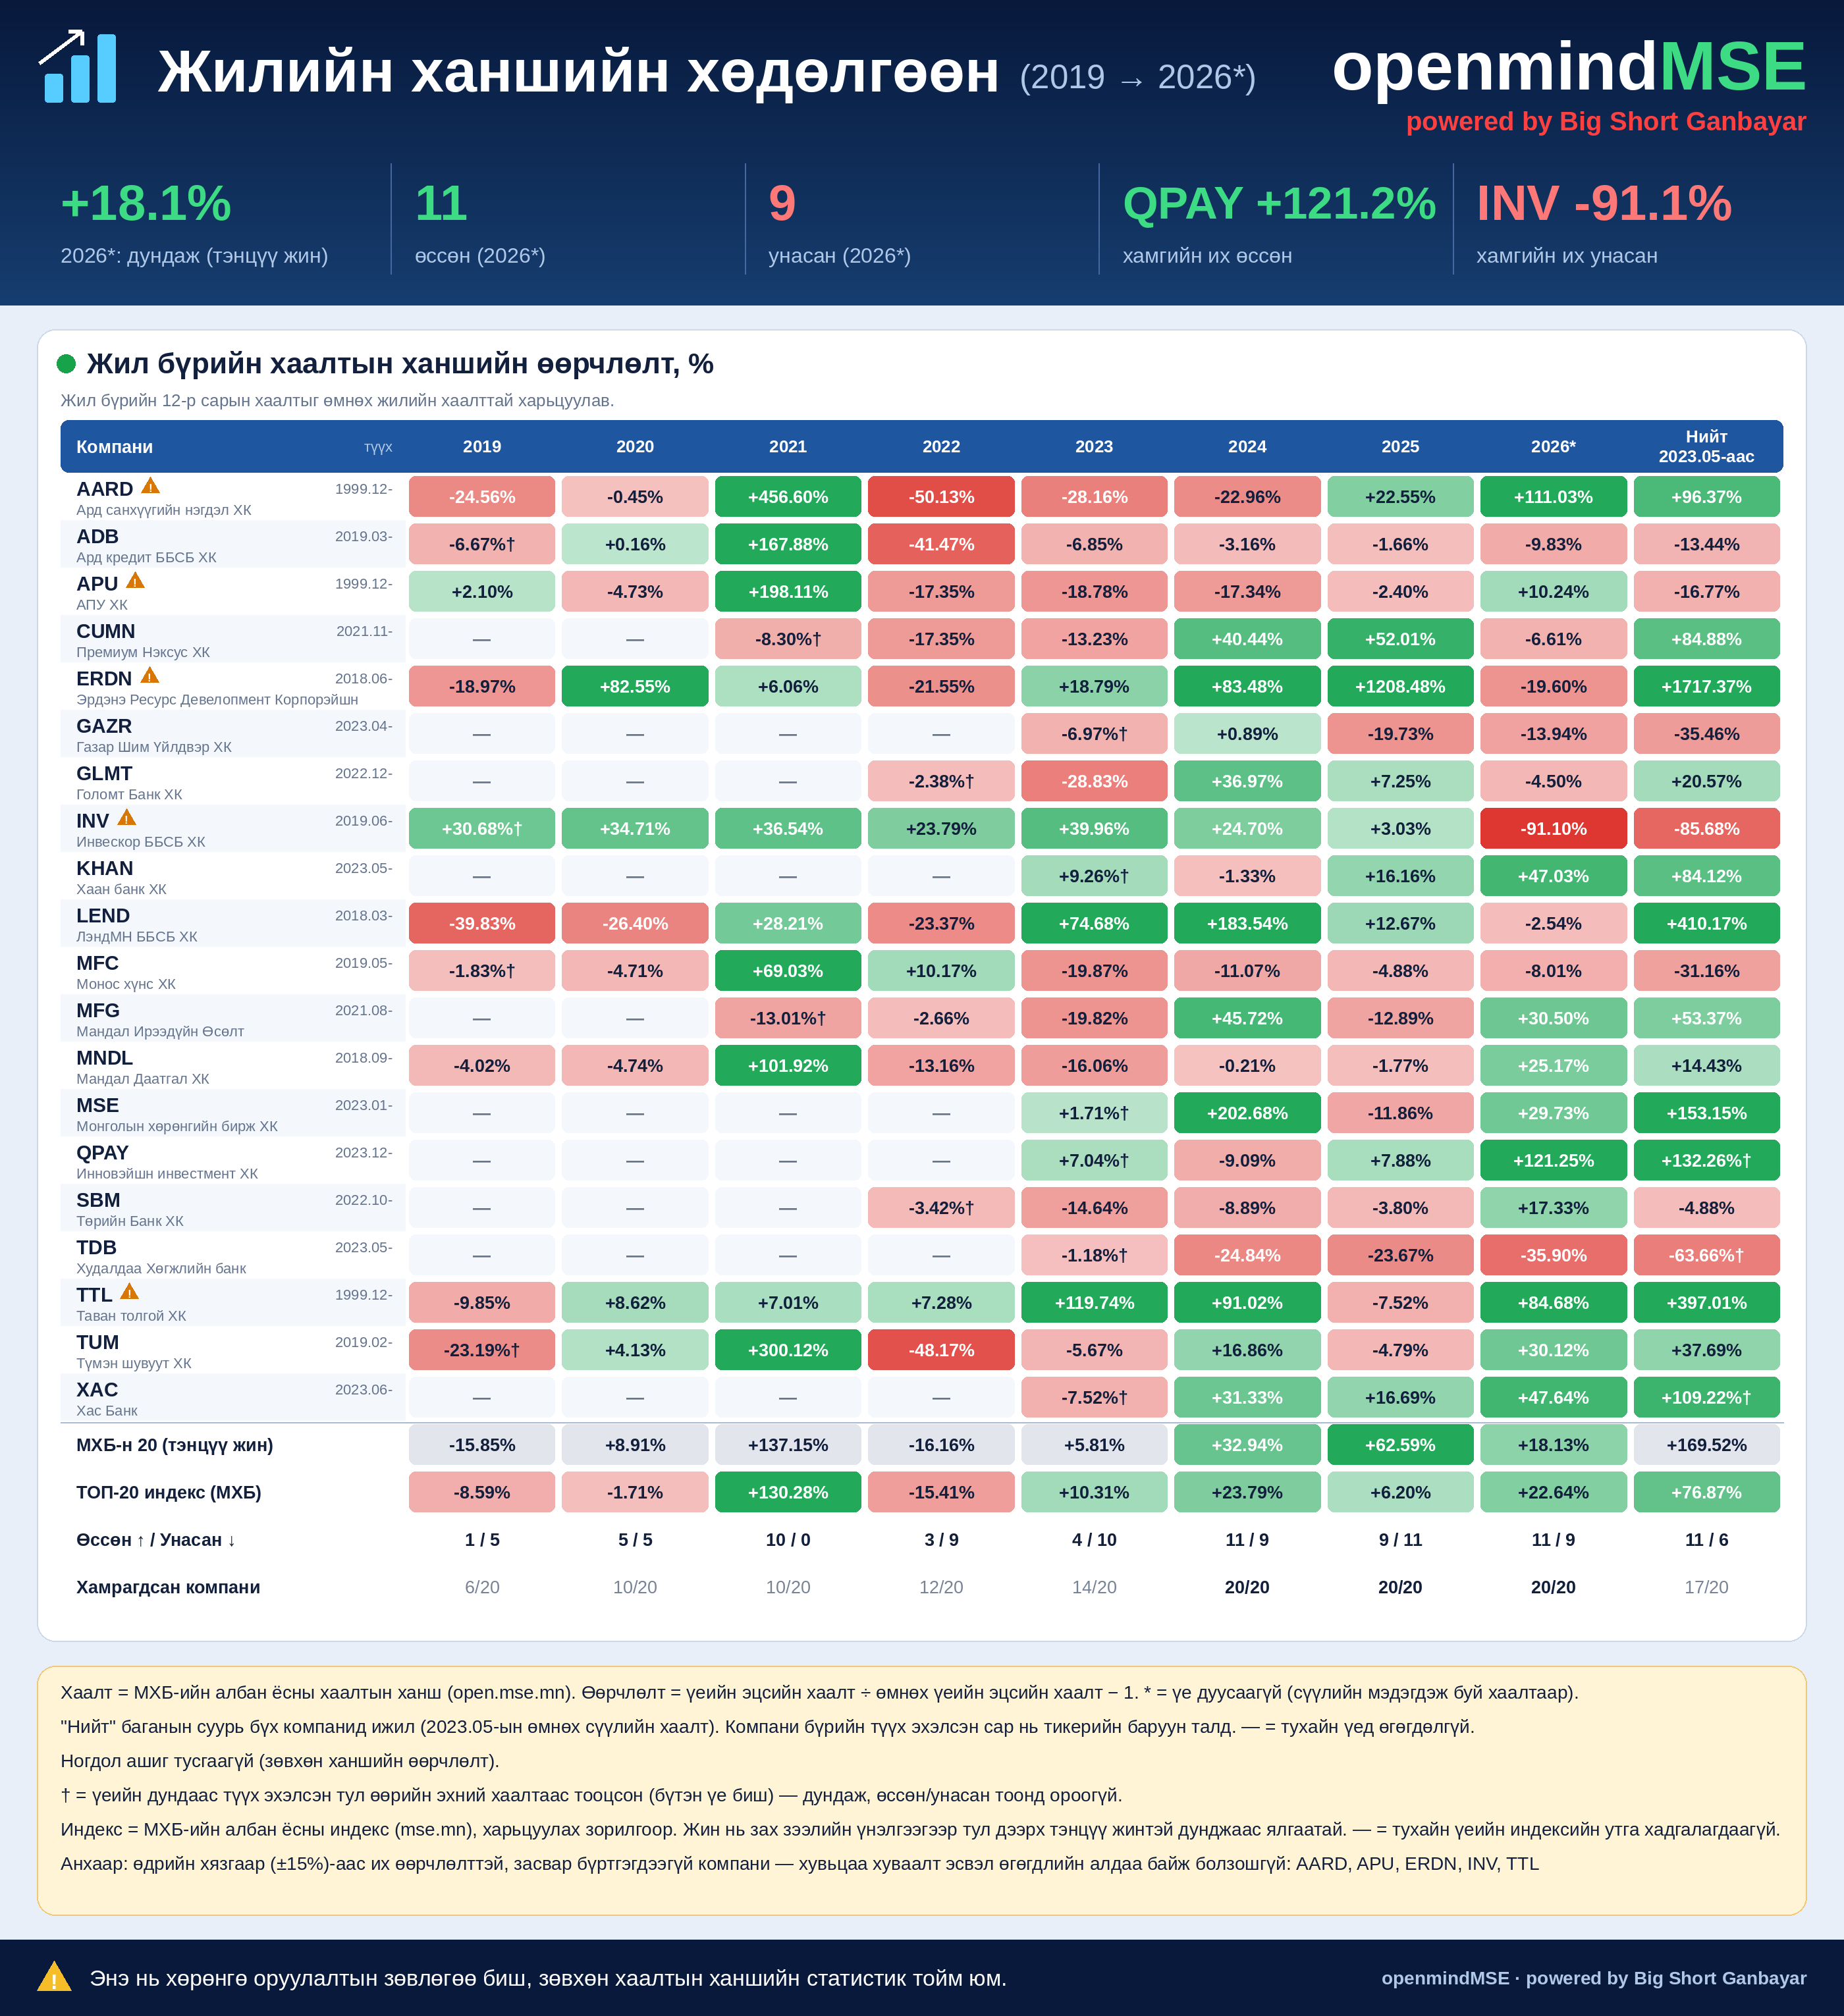 Жилийн ханшийн хөдөлгөөн (2019 → 2026*)
openmindMSE
powered by Big Short Ganbayar
+18.1%
2026*: дундаж (тэнцүү жин)
11
өссөн (2026*)
9
унасан (2026*)
QPAY +121.2%
хамгийн их өссөн
INV -91.1%
хамгийн их унасан
Жил бүрийн хаалтын ханшийн өөрчлөлт, %
Жил бүрийн 12-р сарын хаалтыг өмнөх жилийн хаалттай харьцуулав.
Компани түүх 2019 2020 2021 2022 2023 2024 2025 2026* Нийт 2023.05-аас
AARD 1999.12- -24.56% -0.45% +456.60% -50.13% -28.16% -22.96% +22.55% +111.03% +96.37%
Ард санхүүгийн нэгдэл ХК
ADB 2019.03- -6.67%† +0.16% +167.88% -41.47% -6.85% -3.16% -1.66% -9.83% -13.44%
Ард кредит ББСБ ХК
APU 1999.12- +2.10% -4.73% +198.11% -17.35% -18.78% -17.34% -2.40% +10.24% -16.77%
АПУ ХК
CUMN 2021.11- — — -8.30%† -17.35% -13.23% +40.44% +52.01% -6.61% +84.88%
Премиум Нэксус ХК
ERDN 2018.06- -18.97% +82.55% +6.06% -21.55% +18.79% +83.48% +1208.48% -19.60% +1717.37%
Эрдэнэ Ресурс Девелопмент Корпорэйшн
GAZR 2023.04- — — — — -6.97%† +0.89% -19.73% -13.94% -35.46%
Газар Шим Үйлдвэр ХК
GLMT 2022.12- — — — -2.38%† -28.83% +36.97% +7.25% -4.50% +20.57%
Голомт Банк ХК
INV 2019.06- +30.68%† +34.71% +36.54% +23.79% +39.96% +24.70% +3.03% -91.10% -85.68%
Инвескор ББСБ ХК
KHAN 2023.05- — — — — +9.26%† -1.33% +16.16% +47.03% +84.12%
Хаан банк ХК
LEND 2018.03- -39.83% -26.40% +28.21% -23.37% +74.68% +183.54% +12.67% -2.54% +410.17%
ЛэндМН ББСБ ХК
MFC 2019.05- -1.83%† -4.71% +69.03% +10.17% -19.87% -11.07% -4.88% -8.01% -31.16%
Монос хүнс ХК
MFG 2021.08- — — -13.01%† -2.66% -19.82% +45.72% -12.89% +30.50% +53.37%
Мандал Ирээдүйн Өсөлт
MNDL 2018.09- -4.02% -4.74% +101.92% -13.16% -16.06% -0.21% -1.77% +25.17% +14.43%
Мандал Даатгал ХК
MSE 2023.01- — — — — +1.71%† +202.68% -11.86% +29.73% +153.15%
Монголын хөрөнгийн бирж ХК
QPAY 2023.12- — — — — +7.04%† -9.09% +7.88% +121.25% +132.26%†
Инновэйшн инвестмент ХК
SBM 2022.10- — — — -3.42%† -14.64% -8.89% -3.80% +17.33% -4.88%
Төрийн Банк ХК
TDB 2023.05- — — — — -1.18%† -24.84% -23.67% -35.90% -63.66%†
Худалдаа Хөгжлийн банк
TTL 1999.12- -9.85% +8.62% +7.01% +7.28% +119.74% +91.02% -7.52% +84.68% +397.01%
Таван толгой ХК
TUM 2019.02- -23.19%† +4.13% +300.12% -48.17% -5.67% +16.86% -4.79% +30.12% +37.69%
Түмэн шувуут ХК
XAC 2023.06- — — — — -7.52%† +31.33% +16.69% +47.64% +109.22%†
Хас Банк
МХБ-н 20 (тэнцүү жин) -15.85% +8.91% +137.15% -16.16% +5.81% +32.94% +62.59% +18.13% +169.52%
ТОП-20 индекс (МХБ) -8.59% -1.71% +130.28% -15.41% +10.31% +23.79% +6.20% +22.64% +76.87%
Өссөн ↑ / Унасан ↓ 1 / 5 5 / 5 10 / 0 3 / 9 4 / 10 11 / 9 9 / 11 11 / 9 11 / 6
Хамрагдсан компани 6/20 10/20 10/20 12/20 14/20 20/20 20/20 20/20 17/20
Хаалт = МХБ-ийн албан ёсны хаалтын ханш (open.mse.mn). Өөрчлөлт = үеийн эцсийн хаалт ÷ өмнөх үеийн эцсийн хаалт − 1. * = үе дуусаагүй (сүүлийн мэдэгдэж буй хаалтаар).
"Нийт" баганын суурь бүх компанид ижил (2023.05-ын өмнөх сүүлийн хаалт). Компани бүрийн түүх эхэлсэн сар нь тикерийн баруун талд. — = тухайн үед өгөгдөлгүй.
Ногдол ашиг тусгаагүй (зөвхөн ханшийн өөрчлөлт).
† = үеийн дундаас түүх эхэлсэн тул өөрийн эхний хаалтаас тооцсон (бүтэн үе биш) — дундаж, өссөн/унасан тоонд ороогүй.
Индекс = МХБ-ийн албан ёсны индекс (mse.mn), харьцуулах зорилгоор. Жин нь зах зээлийн үнэлгээгээр тул дээрх тэнцүү жинтэй дунджаас ялгаатай. — = тухайн үеийн индексийн утга хадгалагдаагүй.
Анхаар: өдрийн хязгаар (±15%)-аас их өөрчлөлттэй, засвар бүртгэгдээгүй компани — хувьцаа хуваалт эсвэл өгөгдлийн алдаа байж болзошгүй: AARD, APU, ERDN, INV, TTL
Энэ нь хөрөнгө оруулалтын зөвлөгөө биш, зөвхөн хаалтын ханшийн статистик тойм юм.
openmindMSE · powered by Big Short Ganbayar